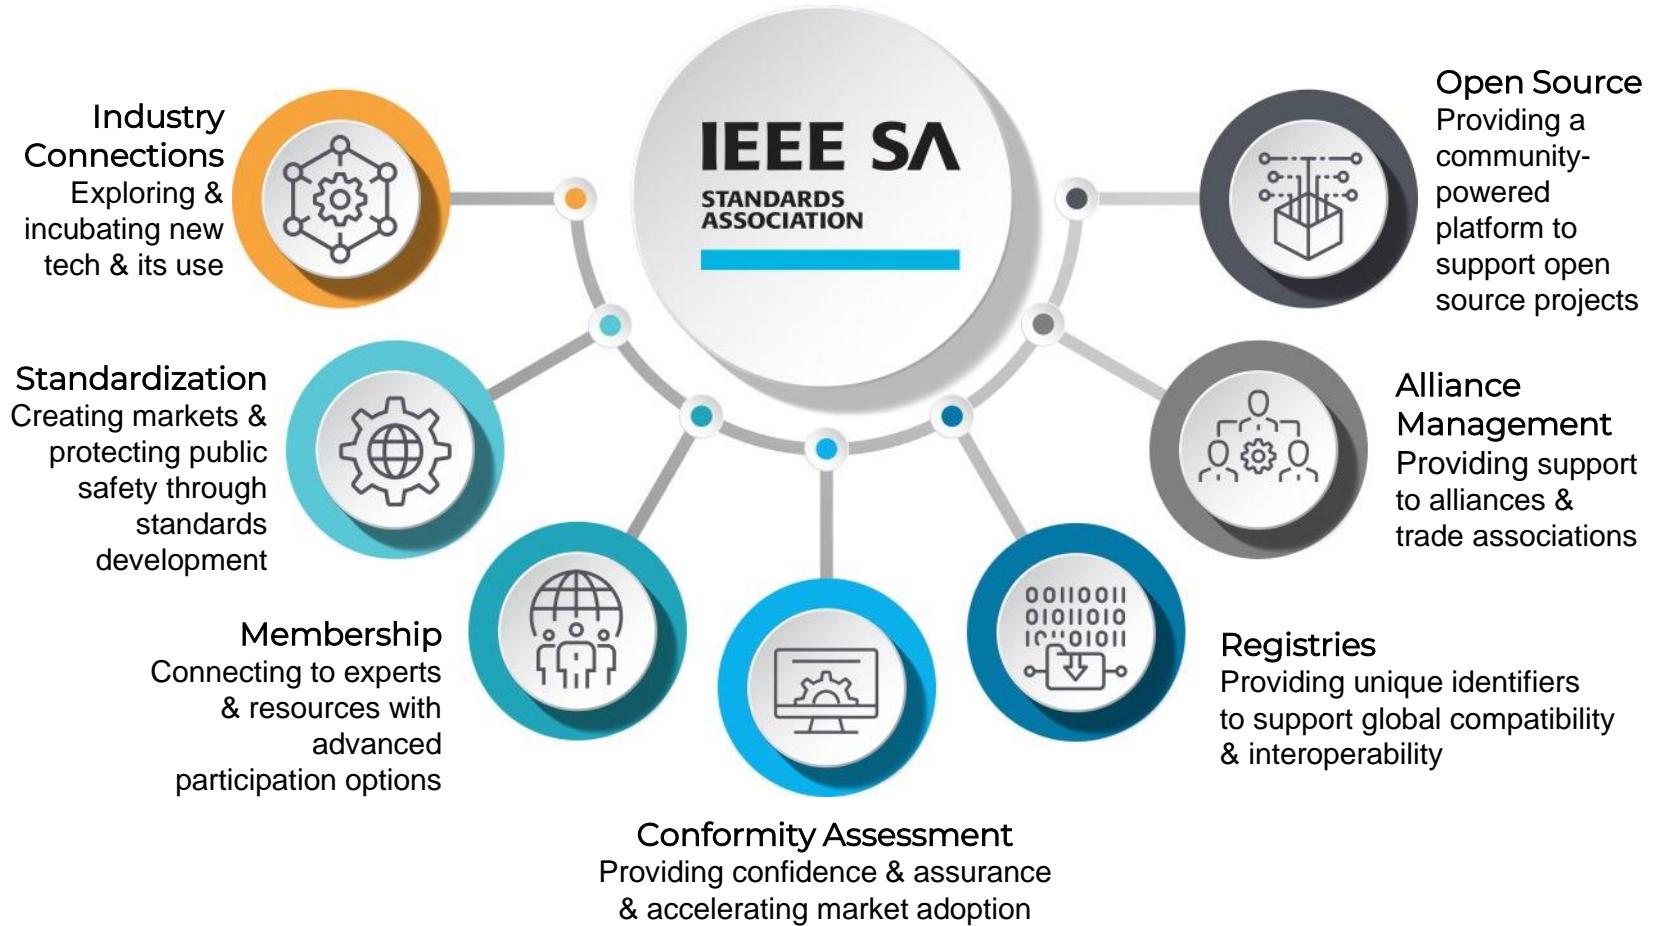 IEEE SA
STANDARDS
ASSOCIATION
Industry
Connections
Exploring &
incubating new
tech & its use
Standardization
Creating markets &
protecting public
safety through
standards
development
Membership
Connecting to experts
& resources with
advanced
participation options
Conformity Assessment
Providing confidence & assurance
& accelerating market adoption
00110011
01011010
01011
Registries
Providing unique identifiers
to support global compatibility
& interoperability
Alliance
Management
Providing support
to alliances &
trade associations
Open Source
Providing a
community-
powered
platform to
support open
source projects